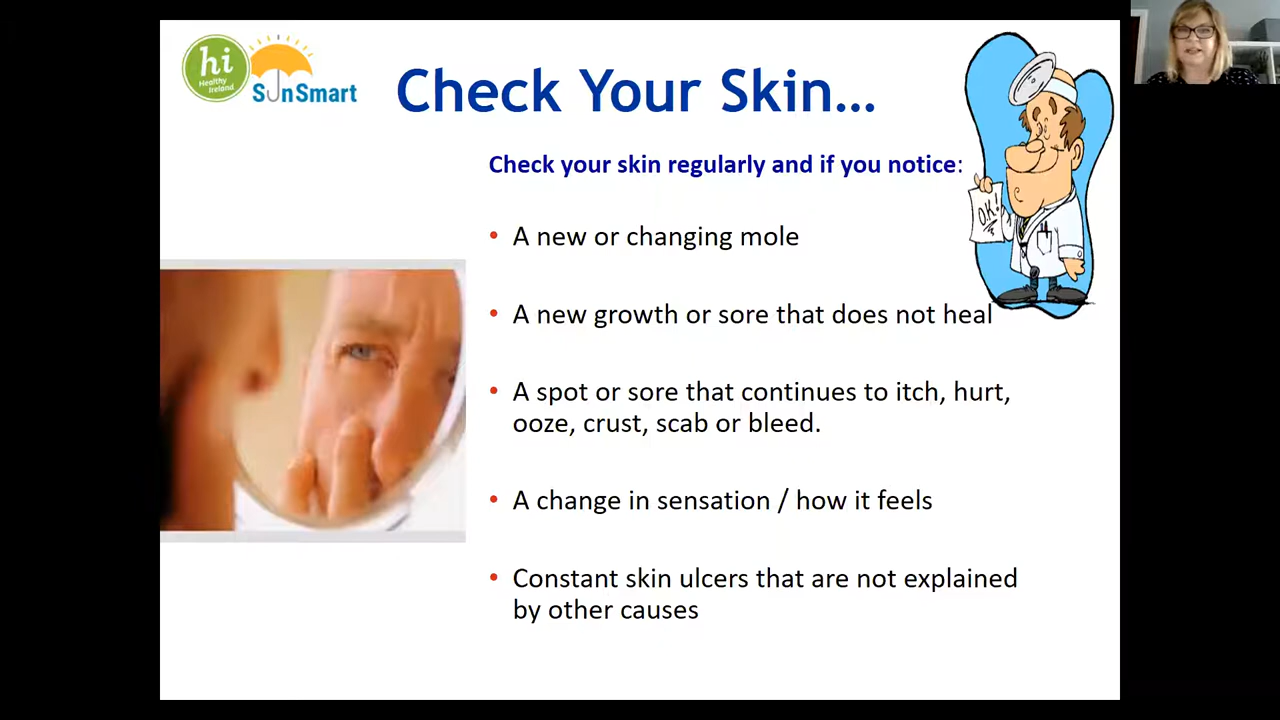 hi
Healthy
Ireland
SunSmart
Check Your Skin…
Check your skin regularly and if you notice:
O.K!
• A new or changing mole
• A new growth or sore that does not heal
• A spot or sore that continues to itch, hurt,
ooze, crust, scab or bleed.
• A change in sensation / how it feels
• Constant skin ulcers that are not explained
by other causes